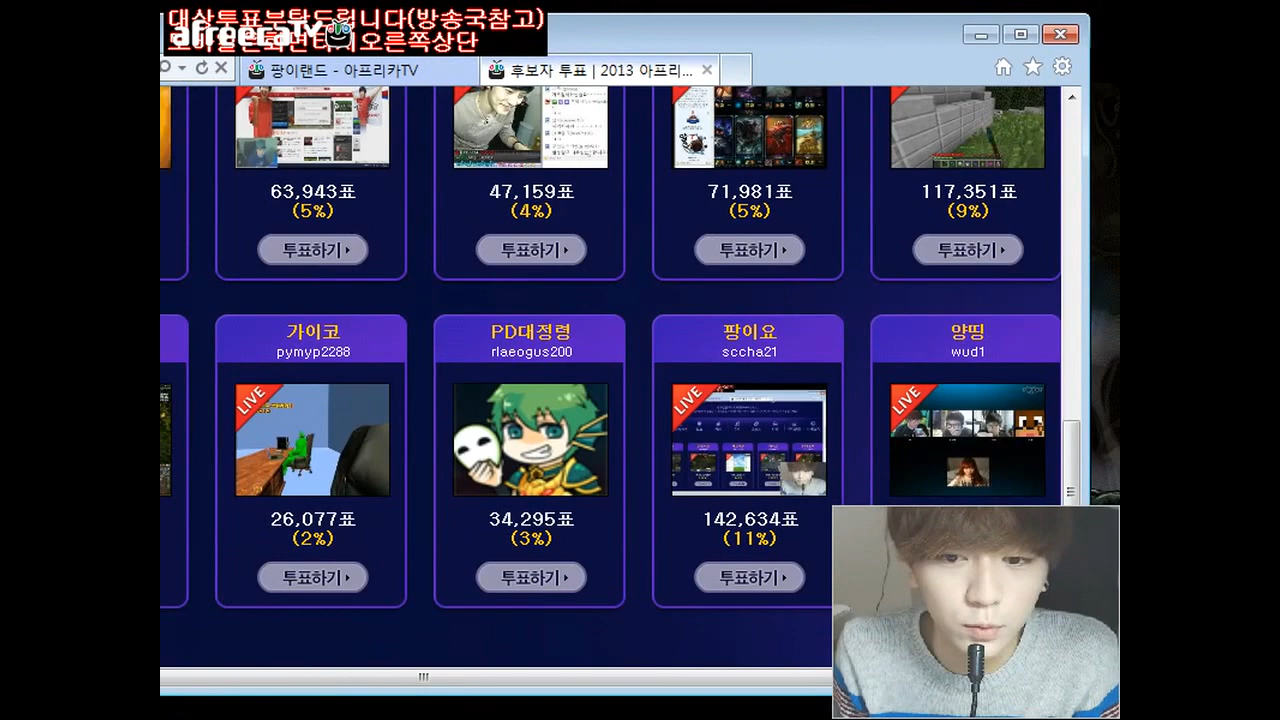 대상투표부탁드립니다(방송국참고)
afreecaTV
오른쪽상단
팡이랜드 - 아프리카TV
후보자 투표 | 2013 아프리...
63,943표
(5%)
투표하기
47,159표
(4%)
투표하기
71,981표
(5%)
투표하기
117,351표
(9%)
투표하기
가이코
pymyp2288
LIVE
26,077표
(2%)
투표하기
PD대정령
rlaeogus200
34,295표
(3%)
투표하기
팡이요
sccha21
LIVE
142,634표
(11%)
투표하기
양띵
wud1
LIVE